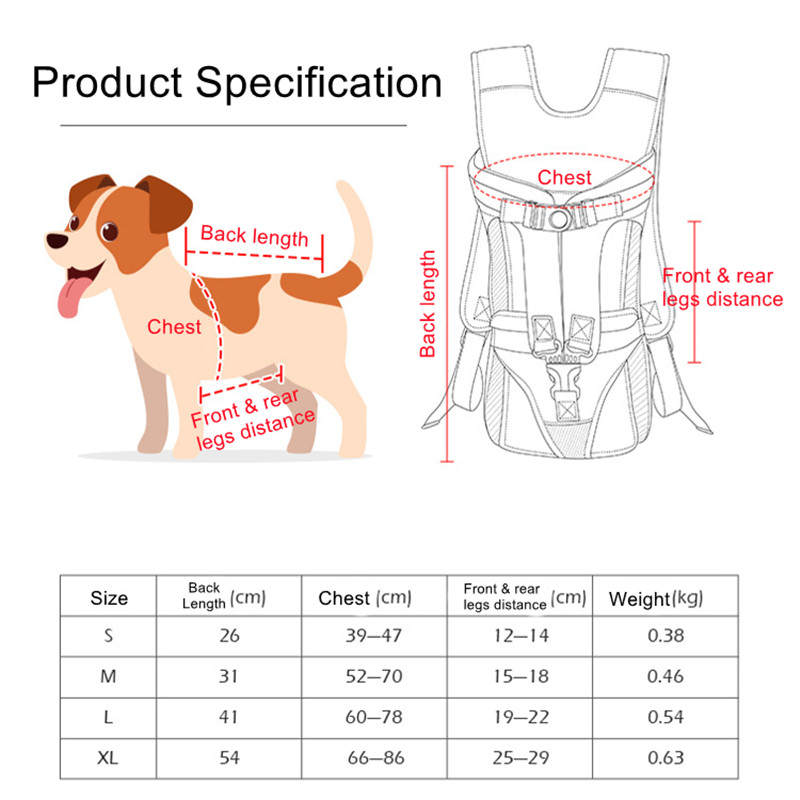 Product Specification
Back length
Chest
Front & rear
legs distance
Chest
Back length
Front & rear
legs distance
Size Back Length (cm) Chest (cm) Front & rear legs distance (cm) Weight(kg)
S 26 39—47 12—14 0.38
M 31 52—70 15—18 0.46
L 41 60—78 19—22 0.54
XL 54 66—86 25—29 0.63